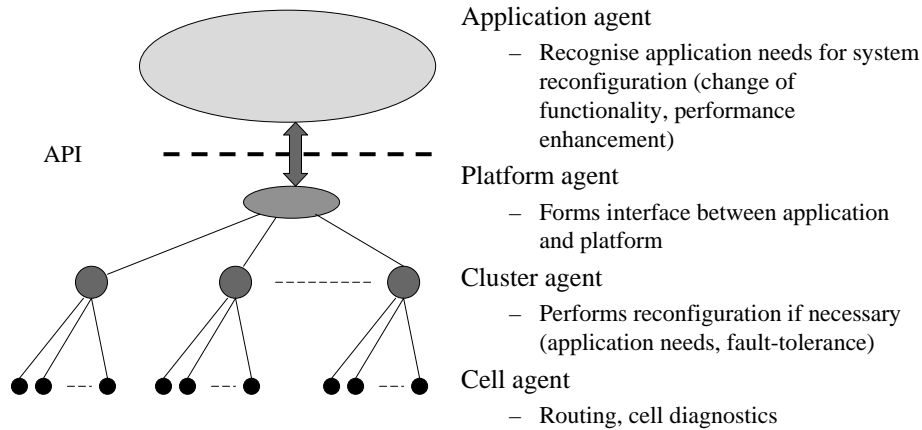 Application agent
– Recognise application needs for system
reconfiguration (change of
functionality, performance
enhancement)
API
Platform agent
– Forms interface between application
and platform
Cluster agent
– Performs reconfiguration if necessary
(application needs, fault-tolerance)
Cell agent
– Routing, cell diagnostics